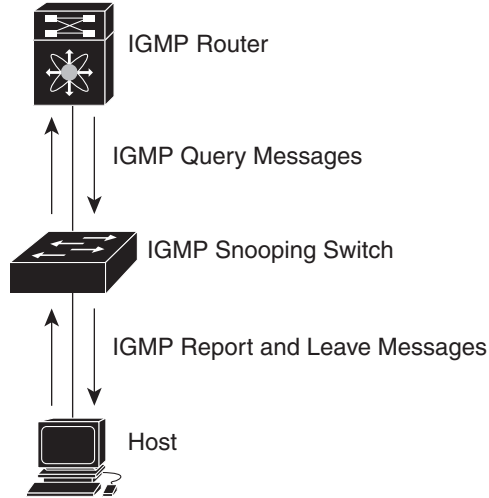 IGMP Router
IGMP Query Messages
IGMP Snooping Switch
IGMP Report and Leave Messages
Host